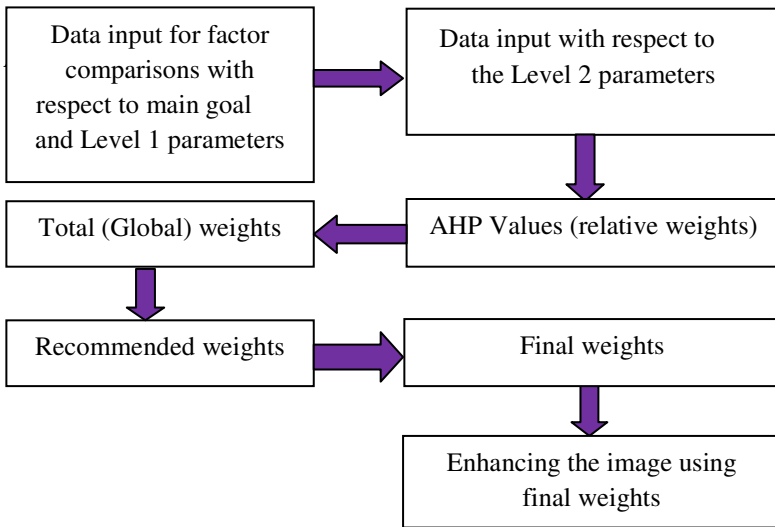 Data input for factor
comparisons with
respect to main goal
and Level 1 parameters
Data input with respect to
the Level 2 parameters
AHP Values (relative weights)
Total (Global) weights
Recommended weights
Final weights
Enhancing the image using
final weights